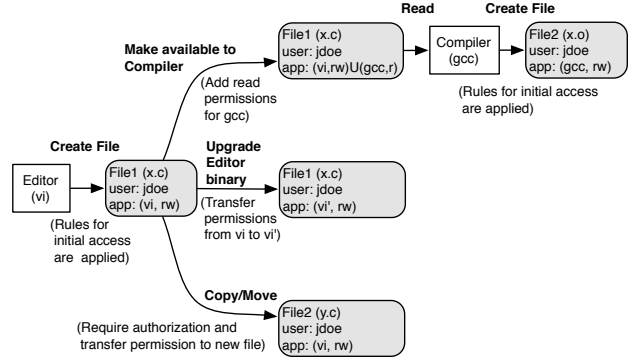 Read
Create File
File1 (x.c)
user: jdoe
app: (vi,rw)U(gcc,r)
Compiler
(gcc)
File2 (x.o)
user: jdoe
app: (gcc, rw)
(Rules for initial access
are applied)
Make available to
Compiler
(Add read
permissions
for gcc)
Create File
Editor
(vi)
File1 (x.c)
user: jdoe
app: (vi, rw)
(Rules for
initial access
are applied)
Upgrade
Editor
binary
(Transfer
permissions
from vi to vi')
File1 (x.c)
user: jdoe
app: (vi', rw)
Copy/Move
(Require authorization and
transfer permission to new file)
File2 (y.c)
user: jdoe
app: (vi, rw)